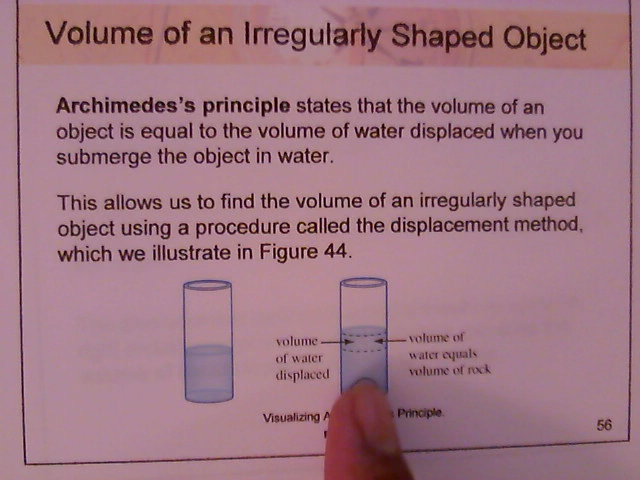 Volume of an Irregularly Shaped Object
Archimedes's principle states that the volume of an
object is equal to the volume of water displaced when you
submerge the object in water.
This allows us to find the volume of an irregularly shaped
object using a procedure called the displacement method,
which we illustrate in Figure 44.
volume
of water
displaced
volume of
water equals
volume of rock
Visualizing Principle.
56